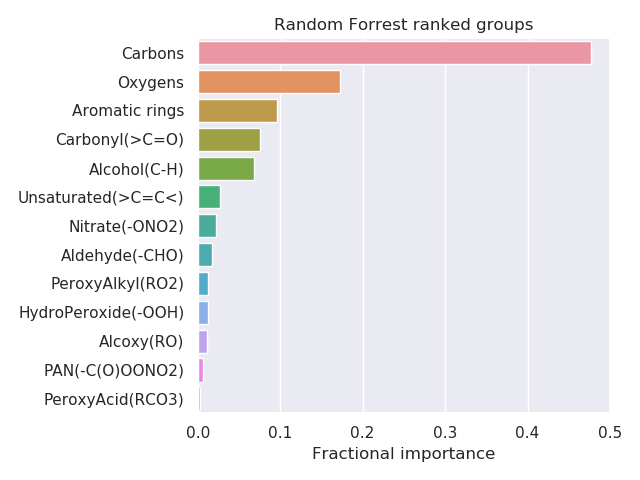 Random Forrest ranked groups
Carbons
Oxygens
Aromatic rings
Carbonyl(>C=O)
Alcohol(C-H)
Unsaturated(>C=C<)
Nitrate(-ONO2)
Aldehyde(-CHO)
PeroxyAlkyl(RO2)
HydroPeroxide(-OOH)
Alcoxy(RO)
PAN(-C(O)OONO2)
PeroxyAcid(RCO3)
0.0 0.1 0.2 0.3 0.4 0.5
Fractional importance